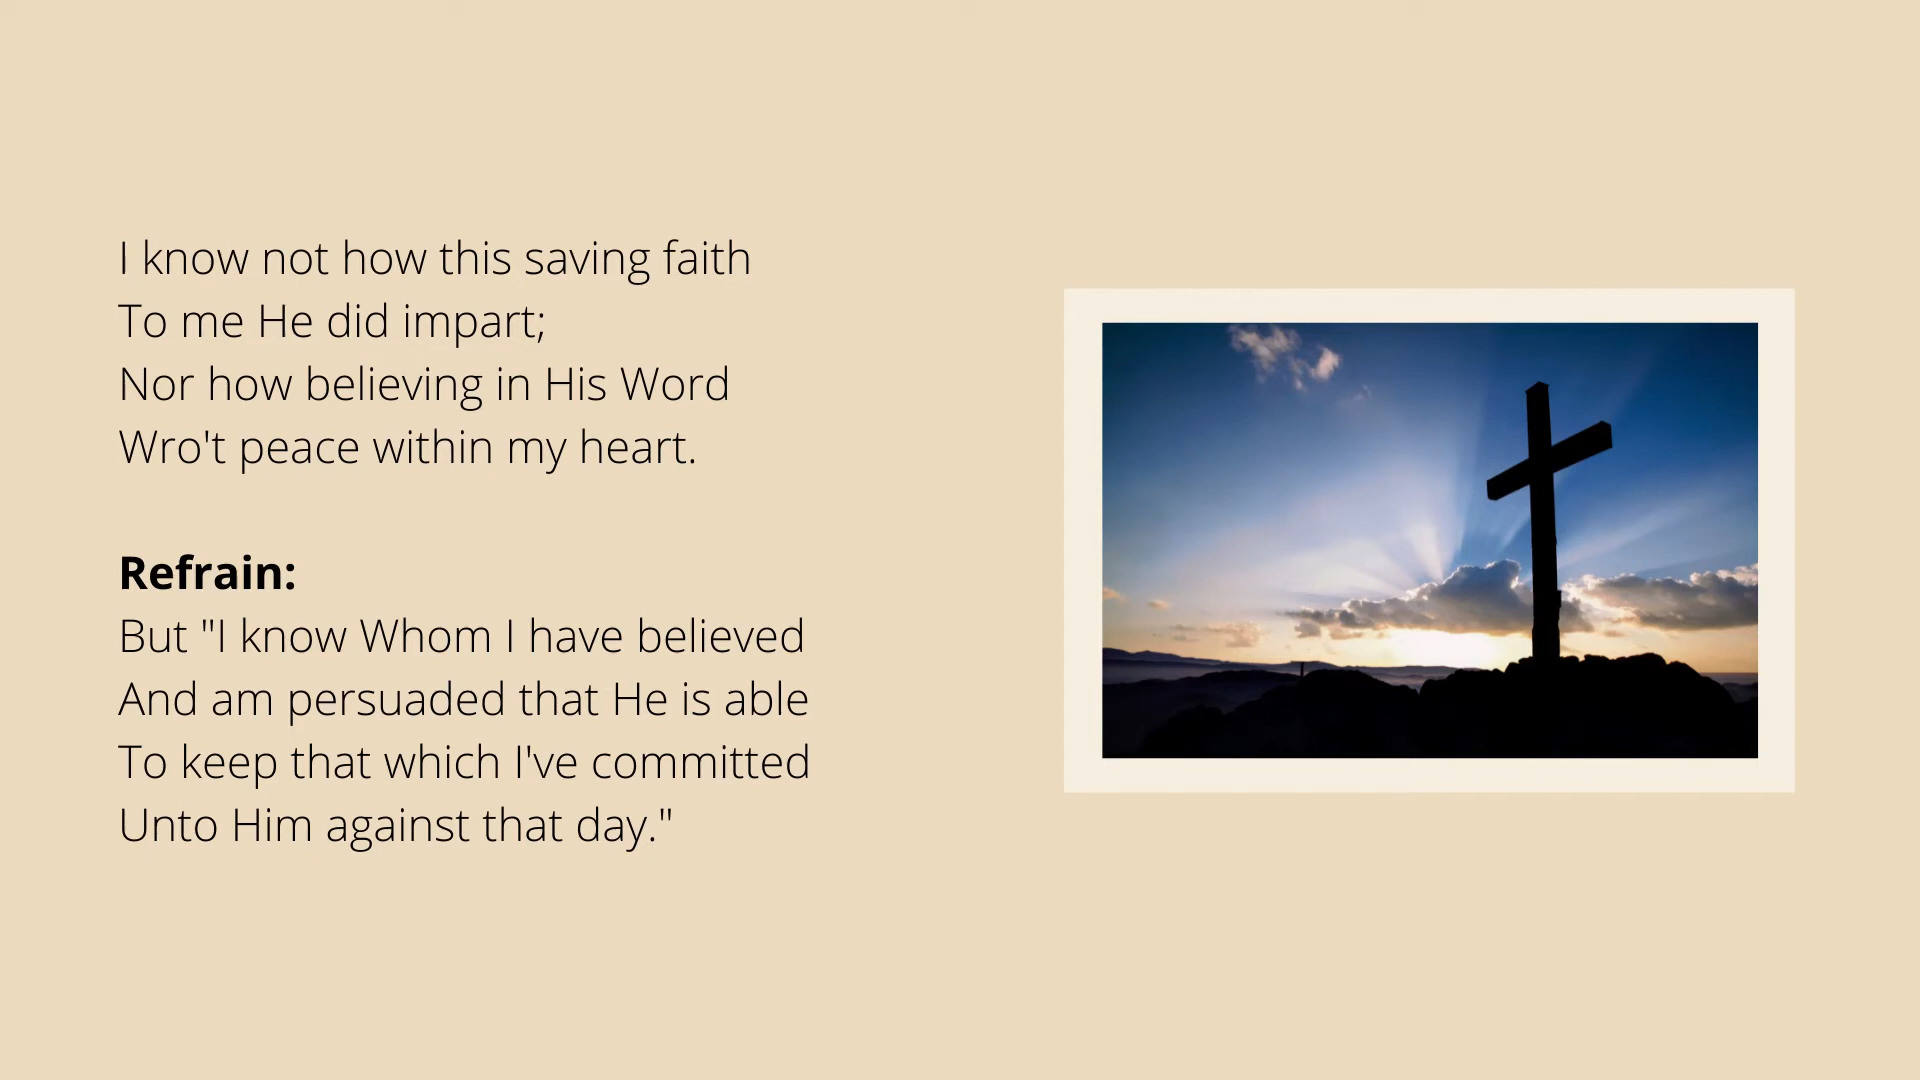 I know not how this saving faith
To me He did impart;
Nor how believing in His Word
Wro't peace within my heart.
Refrain:
But "I know Whom I have believed
And am persuaded that He is able
To keep that which I've committed
Unto Him against that day."